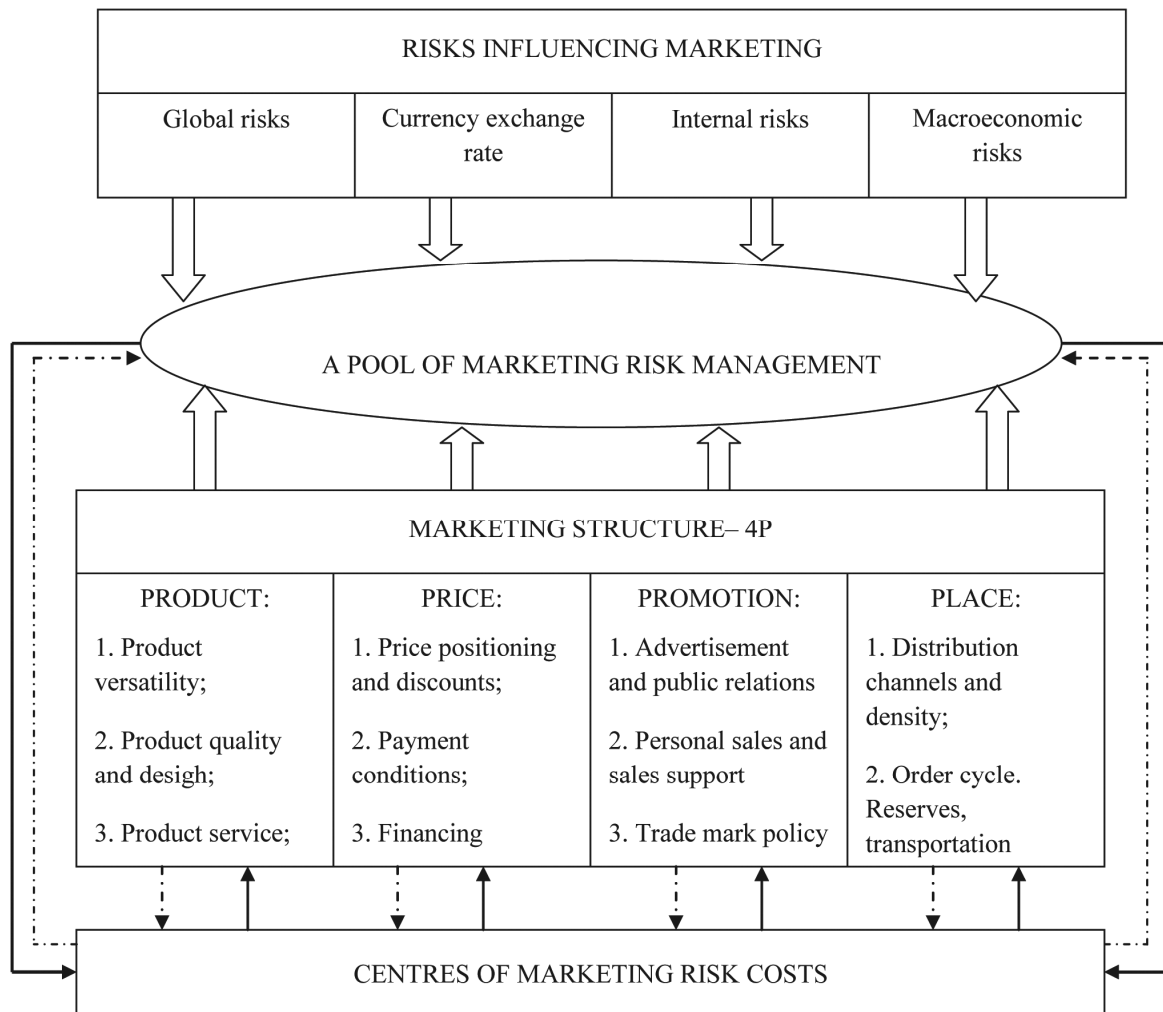 RISKS INFLUENCING MARKETING
Global risks
Currency exchange
rate
Internal risks
Macroeconomic
risks
A POOL OF MARKETING RISK MANAGEMENT
MARKETING STRUCTURE– 4P
PRODUCT:
1. Product
versatility;
2. Product quality
and desigh;
3. Product service;
PRICE:
1. Price positioning
and discounts;
2. Payment
conditions;
3. Financing
PROMOTION:
1. Advertisement
and public relations
2. Personal sales and
sales support
3. Trade mark policy
PLACE:
1. Distribution
channels and
density;
2. Order cycle.
Reserves,
transportation
CENTRES OF MARKETING RISK COSTS